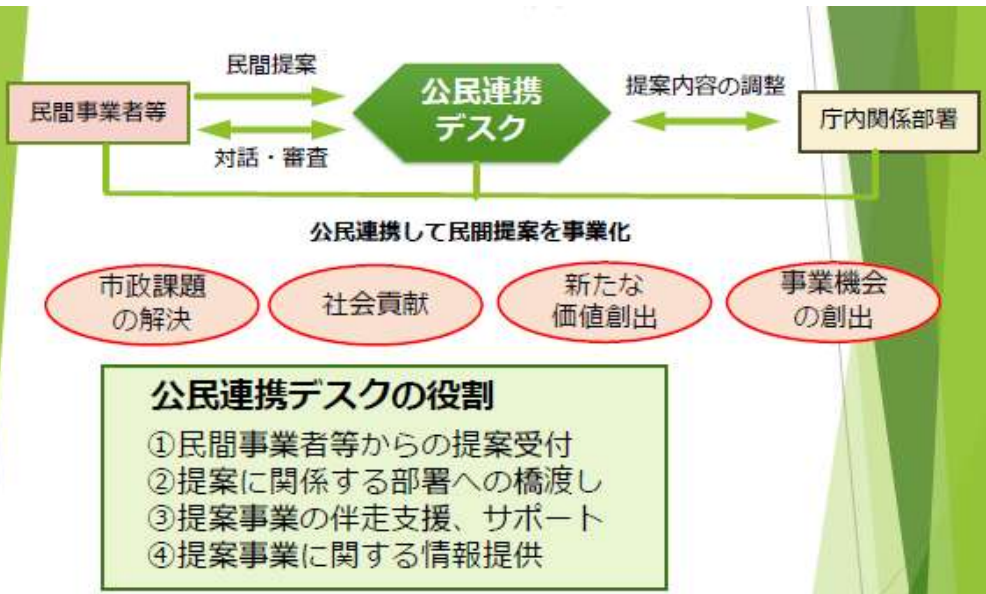 民間提案
公民連携
デスク
提案内容の調整
民間事業者等
庁内関係部署
対話・審査
公民連携して民間提案を事業化
市政課題
の解決
社会貢献
新たな
価値創出
事業機会
の創出
公民連携デスクの役割
①民間事業者等からの提案受付
②提案に関係する部署への橋渡し
③提案事業の伴走支援、サポート
④提案事業に関する情報提供